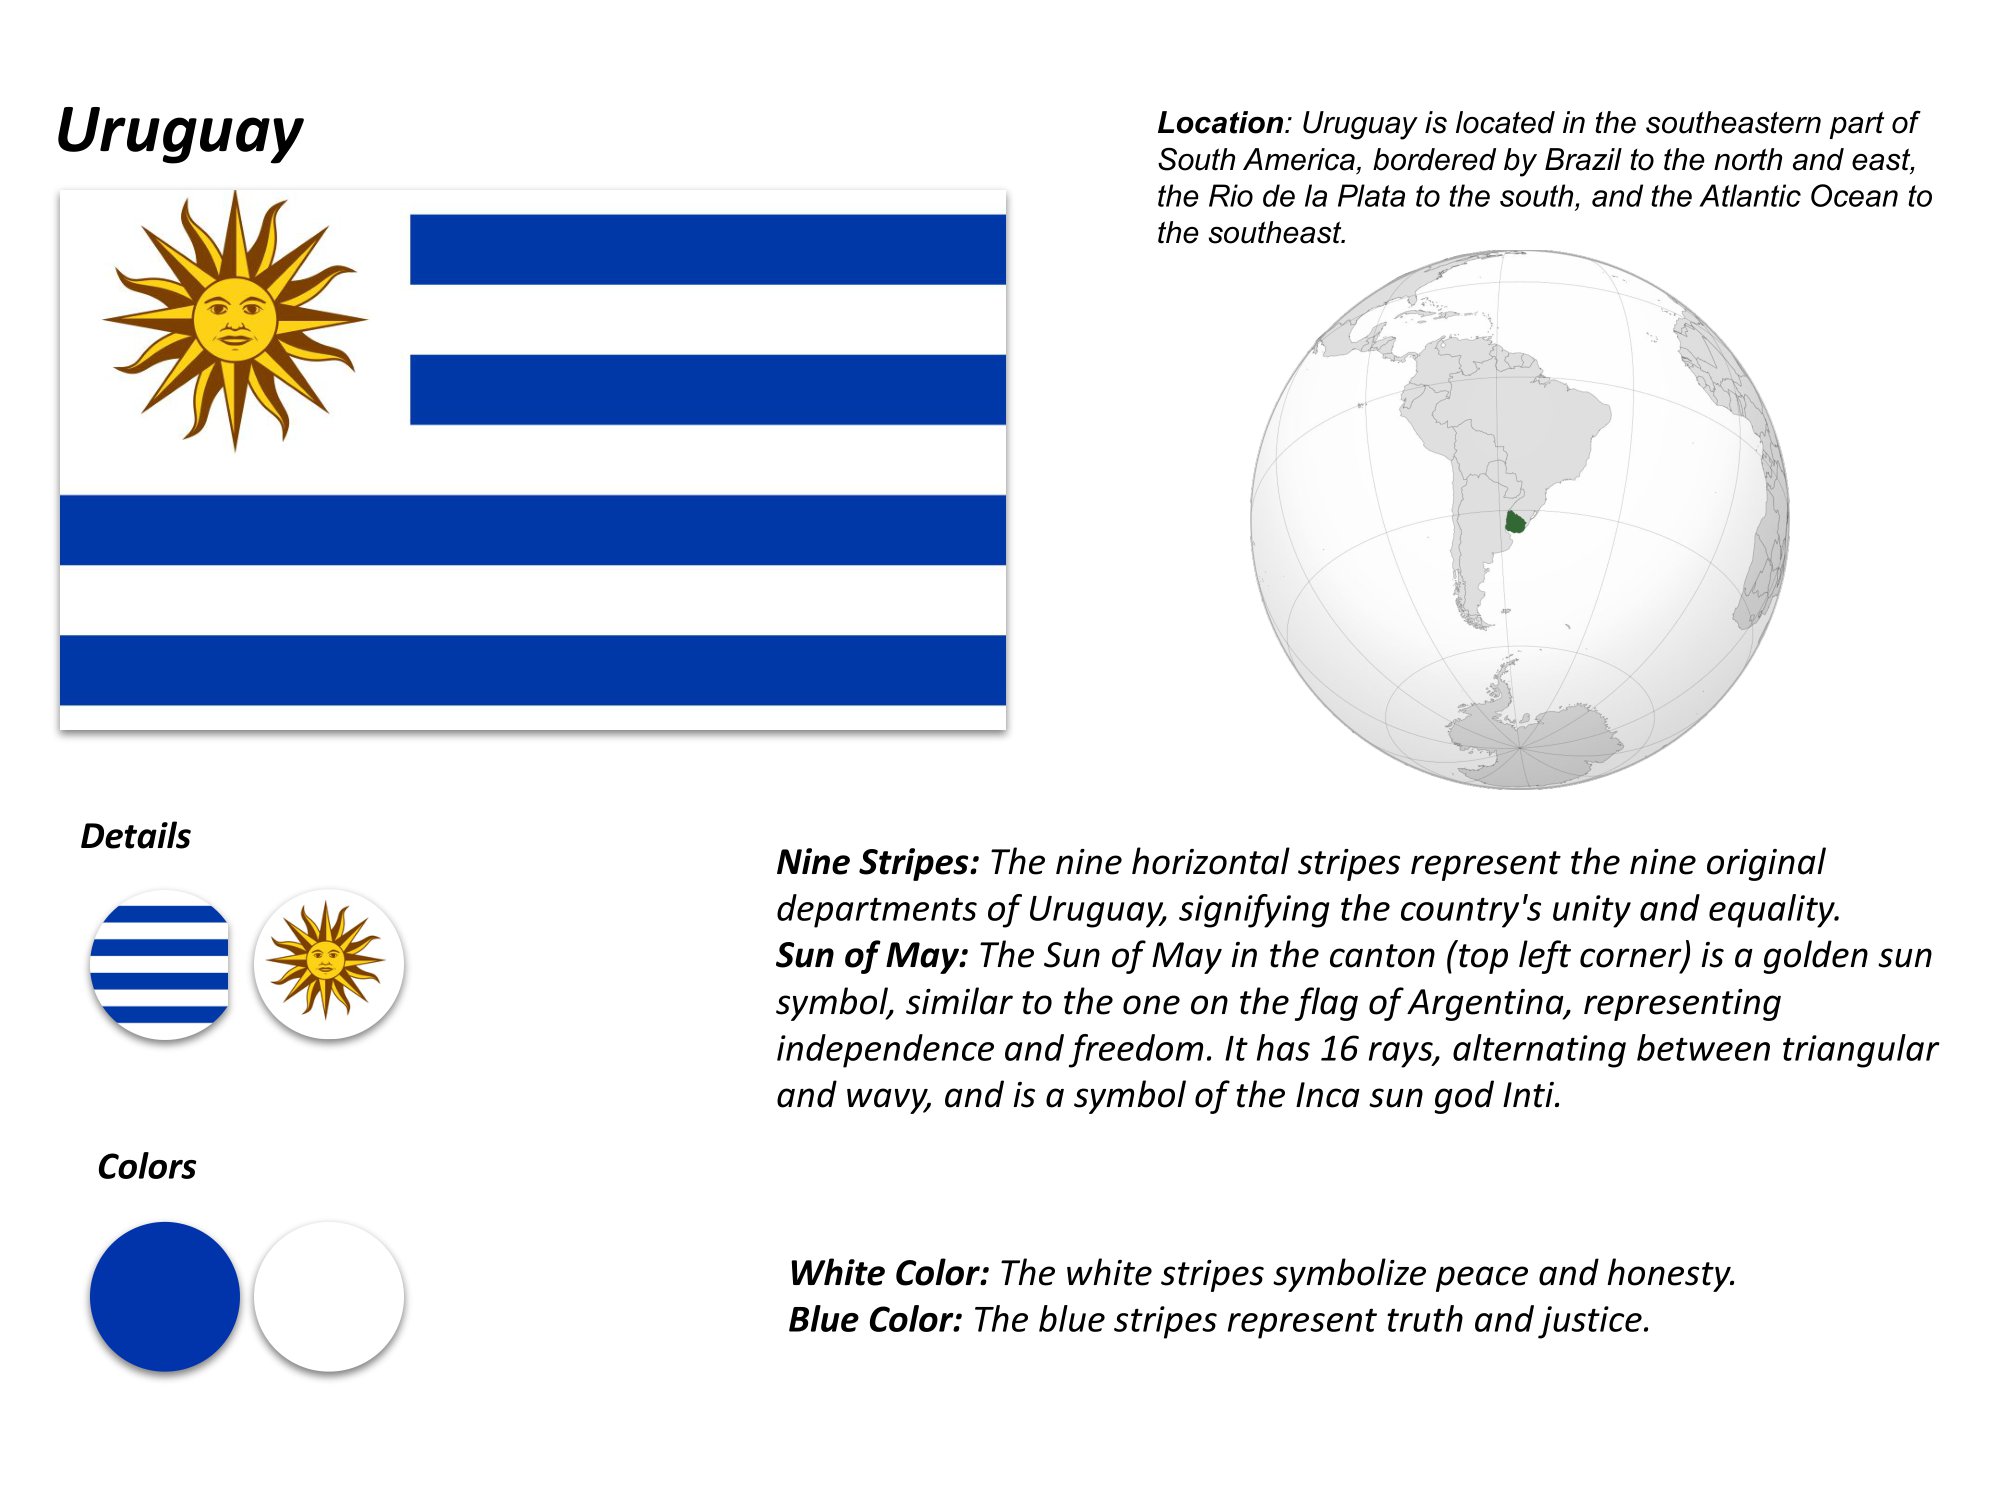 Uruguay
Location: Uruguay is located in the southeastern part of
South America, bordered by Brazil to the north and east,
the Rio de la Plata to the south, and the Atlantic Ocean to
the southeast.
Details
Nine Stripes: The nine horizontal stripes represent the nine original
departments of Uruguay, signifying the country's unity and equality.
Sun of May: The Sun of May in the canton (top left corner) is a golden sun
symbol, similar to the one on the flag of Argentina, representing
independence and freedom. It has 16 rays, alternating between triangular
and wavy, and is a symbol of the Inca sun god Inti.
Colors
White Color: The white stripes symbolize peace and honesty.
Blue Color: The blue stripes represent truth and justice.